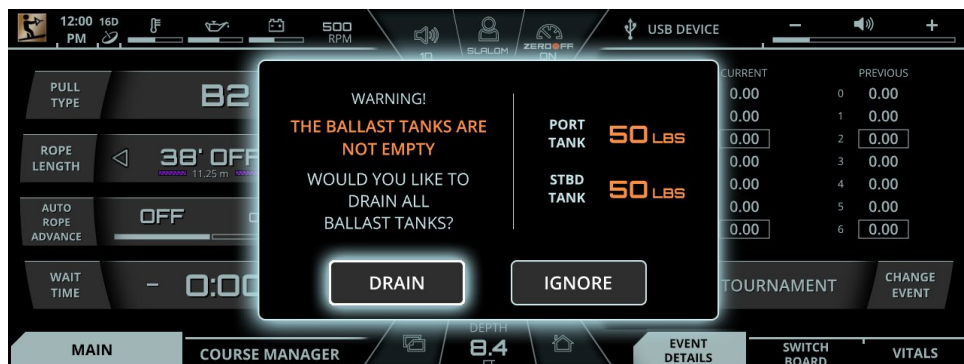 12:00 16D
PM
500
RPM
SLALOM
ZEROOFF
ON
USB DEVICE
-
+
PULL
TYPE
B2
ROPE
LENGTH
38' OFF
11.25 m
AUTO
ROPE
ADVANCE
OFF
WAIT
TIME
- 0:00
WARNING!
THE BALLAST TANKS ARE
NOT EMPTY
WOULD YOU LIKE TO
DRAIN ALL
BALLAST TANKS?
PORT
TANK
50 LBS
STBD
TANK
50 LBS
DRAIN
IGNORE
CURRENT PREVIOUS
0.00 0 0.00
0.00 1 0.00
0.00 2 0.00
0.00 3 0.00
0.00 4 0.00
0.00 5 0.00
0.00 6 0.00
TOURNAMENT
CHANGE
EVENT
MAIN
COURSE MANAGER
DEPTH
8.4
FT
EVENT
DETAILS
SWITCH
BOARD
VITALS